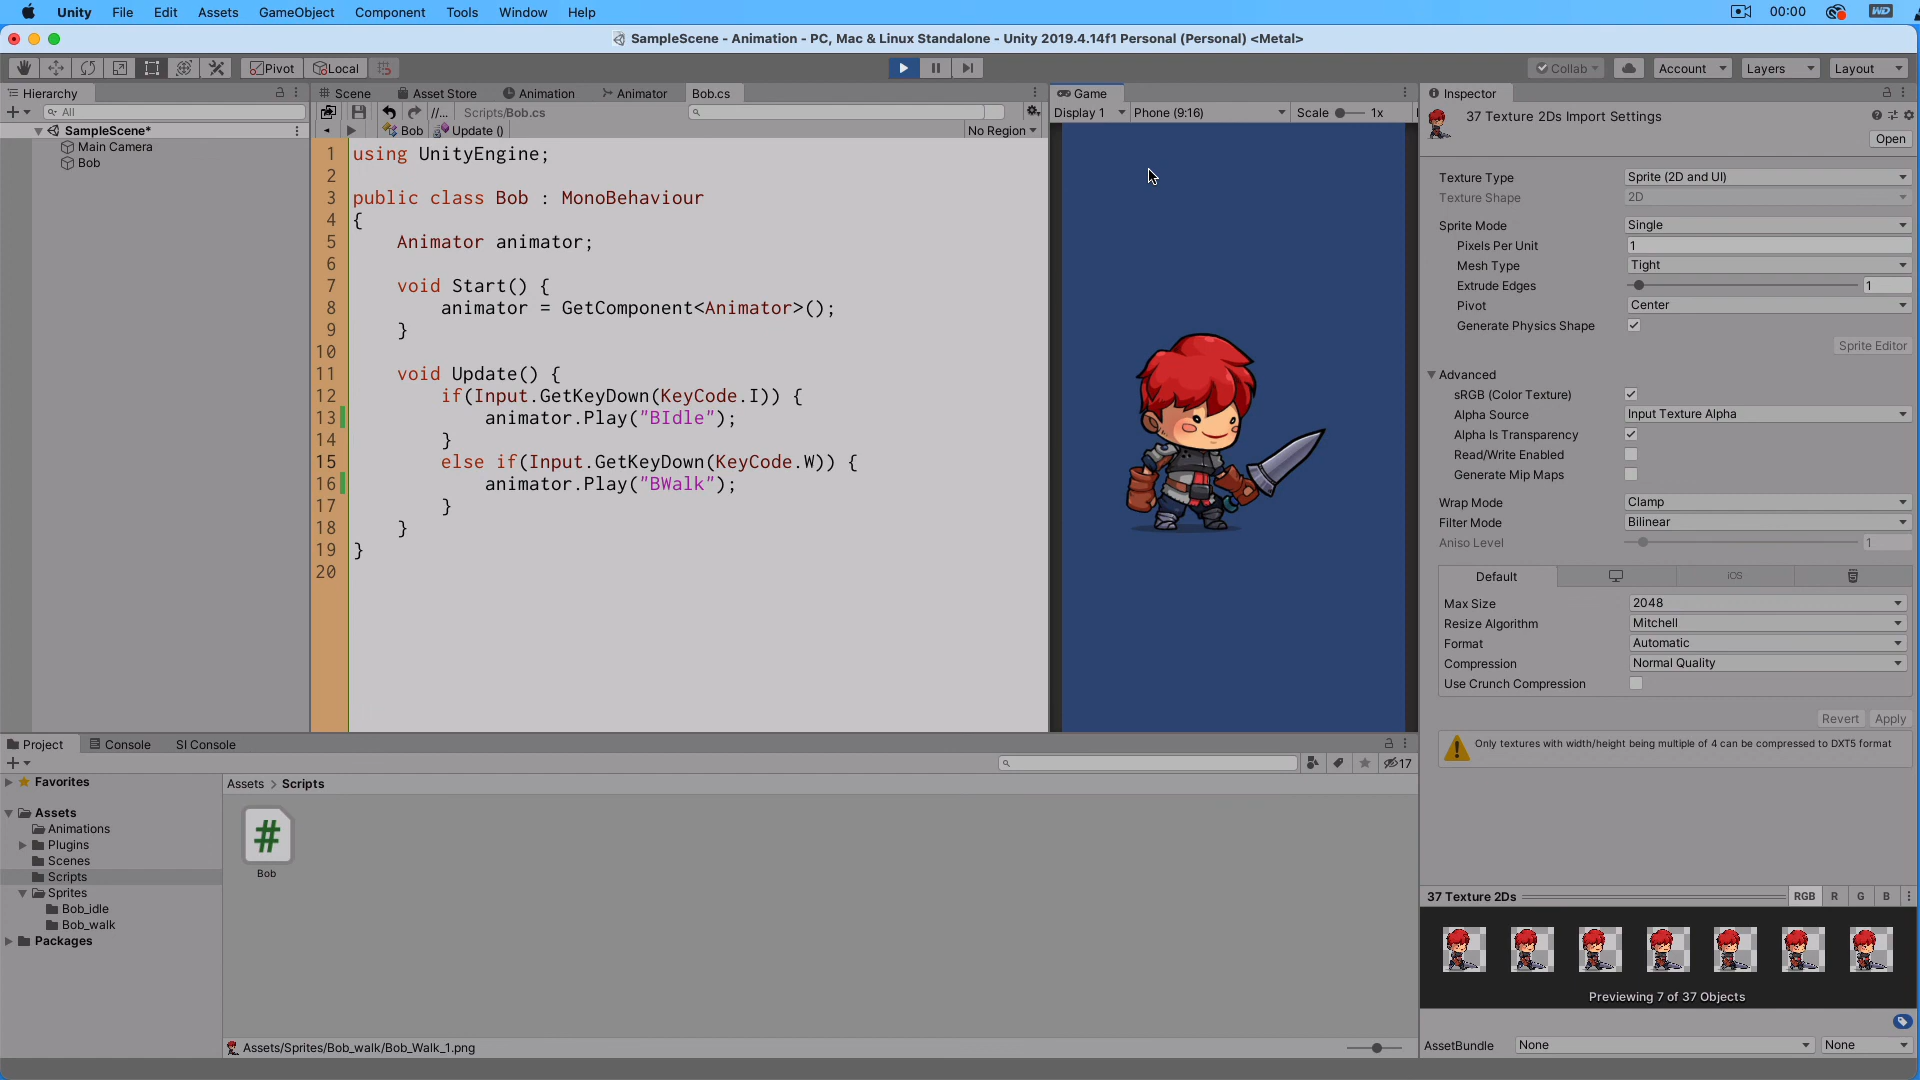 Unity File Edit Assets GameObject Component Tools Window Help 00:00 WD
SampleScene - Animation - PC, Mac & Linux Standalone - Unity 2019.4.14f1 Personal (Personal) <Metal>
Pivot Local Collab Account Layers Layout
Hierarchy
All
SampleScene*
Main Camera
Bob
Scene Asset Store Animation Animator Bob.cs
//... Scripts/Bob.cs
Bob Update () No Region
1 using UnityEngine;
2
3 public class Bob : MonoBehaviour
4 {
5 Animator animator;
6
7 void Start() {
8 animator = GetComponent<Animator>();
9 }
10
11 void Update() {
12 if(Input.GetKeyDown(KeyCode.I)) {
13 animator.Play("BIdle");
14 }
15 else if(Input.GetKeyDown(KeyCode.W)) {
16 animator.Play("BWalk");
17 }
18 }
19 }
20
Game
Display 1 Phone (9:16) Scale 1x
Inspector
37 Texture 2Ds Import Settings
Open
Texture Type Sprite (2D and UI)
Texture Shape 2D
Sprite Mode Single
Pixels Per Unit 1
Mesh Type Tight
Extrude Edges 1
Pivot Center
Generate Physics Shape
Sprite Editor
Advanced
sRGB (Color Texture)
Alpha Source Input Texture Alpha
Alpha Is Transparency
Read/Write Enabled
Generate Mip Maps
Wrap Mode Clamp
Filter Mode Bilinear
Aniso Level 1
Default iOS
Max Size 2048
Resize Algorithm Mitchell
Format Automatic
Compression Normal Quality
Use Crunch Compression
Revert Apply
Only textures with width/height being multiple of 4 can be compressed to DXT5 format
37 Texture 2Ds RGB R G B
Previewing 7 of 37 Objects
AssetBundle None None
Project Console SI Console
17
Favorites
Assets
Animations
Plugins
Scenes
Scripts
Sprites
Bob_idle
Bob_walk
Packages
Assets > Scripts
#
Bob
Assets/Sprites/Bob_walk/Bob_Walk_1.png